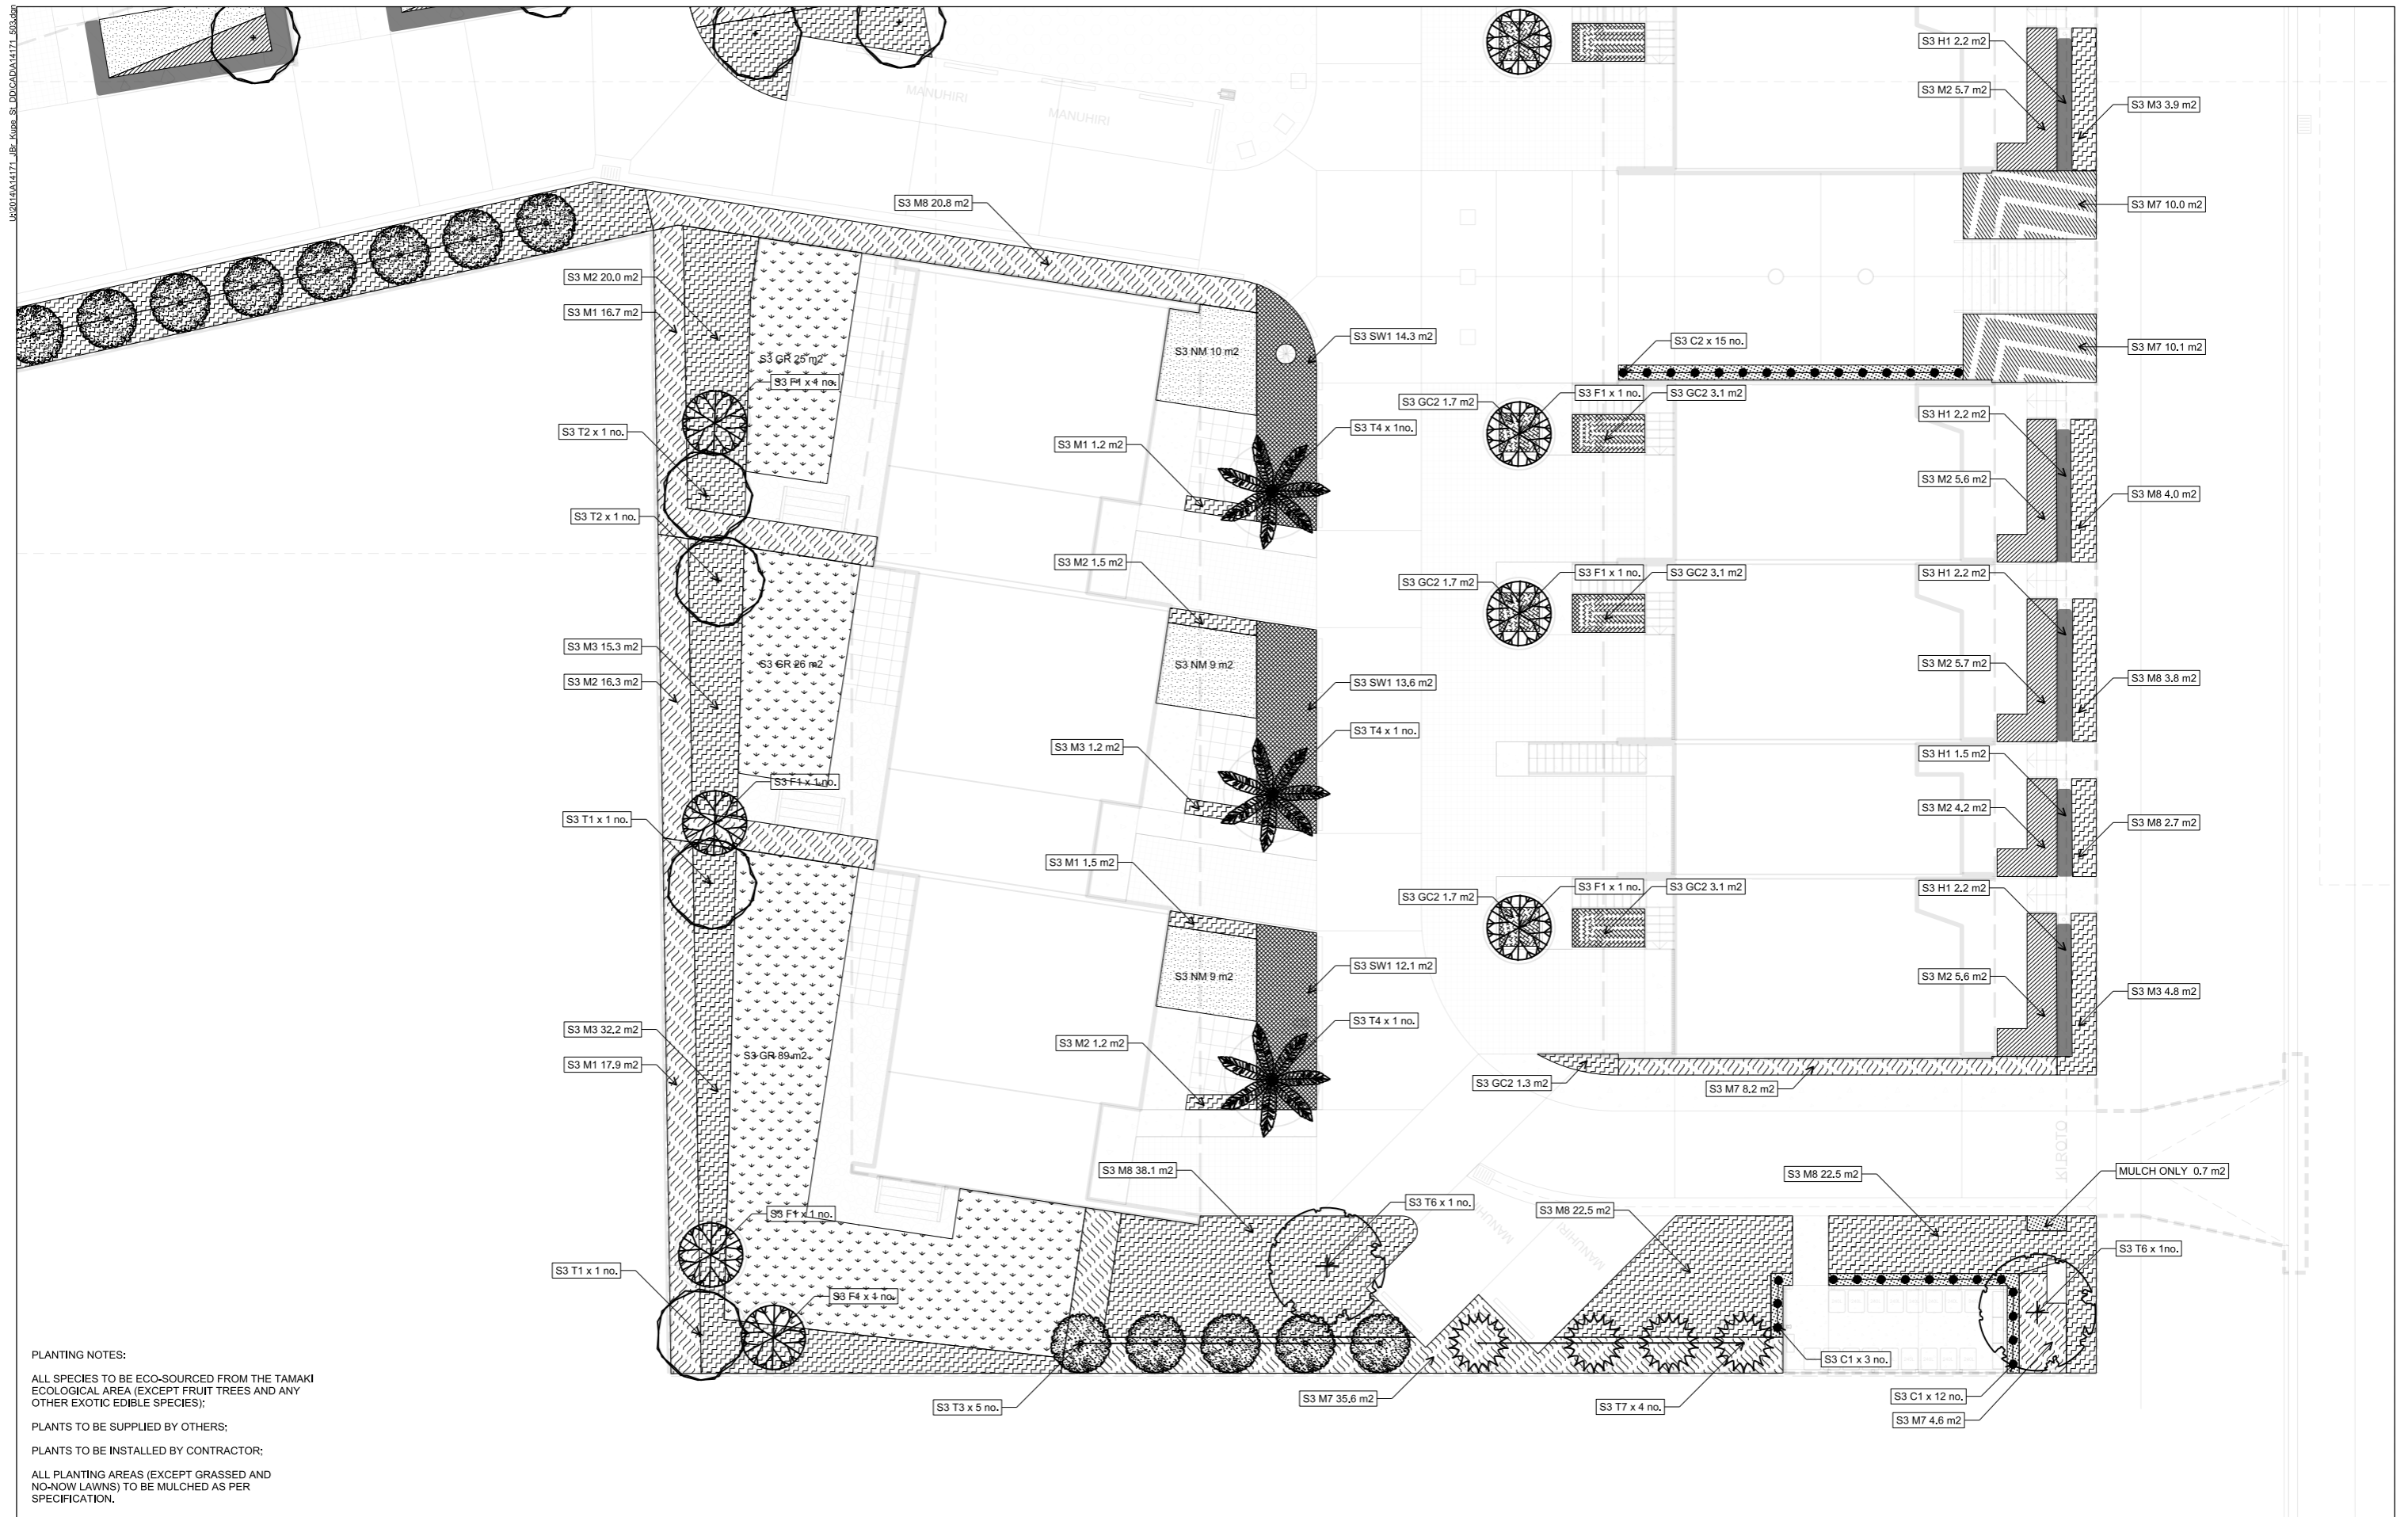 U:\2014\A14171_JBr_Kupe_St_DD\CAD\A14171_503.dgn
MANUHIRI
MANUHIRI
S3 H1 2.2 m2
S3 M2 5.7 m2
S3 M3 3.9 m2
S3 M8 20.8 m2
S3 M7 10.0 m2
S3 M2 20.0 m2
S3 M1 16.7 m2
S3 GR 25 m2
S3 F1 x 1 no.
S3 NM 10 m2
S3 SW1 14.3 m2
S3 C2 x 15 no.
S3 M7 10.1 m2
S3 GC2 1.7 m2
S3 F1 x 1 no.
S3 GC2 3.1 m2
S3 H1 2.2 m2
S3 T2 x 1 no.
S3 M1 1.2 m2
S3 T4 x 1no.
S3 M2 5.6 m2
S3 M8 4.0 m2
S3 T2 x 1 no.
S3 M2 1.5 m2
S3 GC2 1.7 m2
S3 F1 x 1 no.
S3 GC2 3.1 m2
S3 H1 2.2 m2
S3 M3 15.3 m2
S3 GR 26 m2
S3 NM 9 m2
S3 M2 16.3 m2
S3 SW1 13.6 m2
S3 M2 5.7 m2
S3 M8 3.8 m2
S3 M3 1.2 m2
S3 T4 x 1 no.
S3 H1 1.5 m2
S3 F1 x 1 no.
S3 T1 x 1 no.
S3 M2 4.2 m2
S3 M8 2.7 m2
S3 M1 1.5 m2
S3 GC2 1.7 m2
S3 F1 x 1 no.
S3 GC2 3.1 m2
S3 H1 2.2 m2
S3 NM 9 m2
S3 SW1 12.1 m2
S3 M2 5.6 m2
S3 M3 4.8 m2
S3 M3 32.2 m2
S3 GR 89 m2
S3 M1 17.9 m2
S3 M2 1.2 m2
S3 T4 x 1 no.
S3 GC2 1.3 m2
S3 M7 8.2 m2
KI ROTO
S3 M8 38.1 m2
S3 T6 x 1 no.
MANUH
MANUHIRI
S3 M8 22.5 m2
S3 M8 22.5 m2
MULCH ONLY 0.7 m2
S3 F1 x 1 no.
S3 T6 x 1no.
S3 T1 x 1 no.
S3 F1 x 1 no.
S3 C1 x 3 no.
S3 T3 x 5 no.
S3 M7 35.6 m2
S3 T7 x 4 no.
S3 C1 x 12 no.
S3 M7 4.6 m2
PLANTING NOTES:
ALL SPECIES TO BE ECO-SOURCED FROM THE TAMAKI
ECOLOGICAL AREA (EXCEPT FRUIT TREES AND ANY
OTHER EXOTIC EDIBLE SPECIES);
PLANTS TO BE SUPPLIED BY OTHERS;
PLANTS TO BE INSTALLED BY CONTRACTOR;
ALL PLANTING AREAS (EXCEPT GRASSED AND
NO-NOW LAWNS) TO BE MULCHED AS PER
SPECIFICATION.